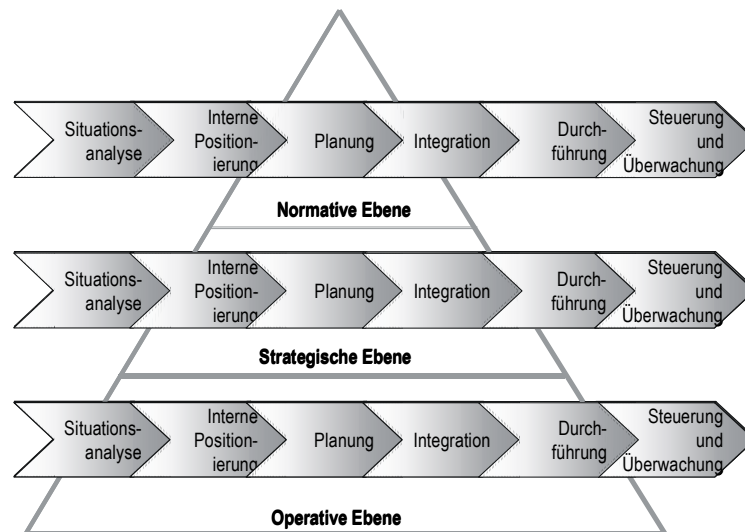 Situations-
analyse
Interne
Position-
ierung
Planung
Integration
Durch-
führung
Steuerung
und
Überwachung
Normative Ebene
Situations-
analyse
Interne
Position-
ierung
Planung
Integration
Durch-
führung
Steuerung
und
Überwachung
Strategische Ebene
Situations-
analyse
Interne
Position-
ierung
Planung
Integration
Durch-
führung
Steuerung
und
Überwachung
Operative Ebene